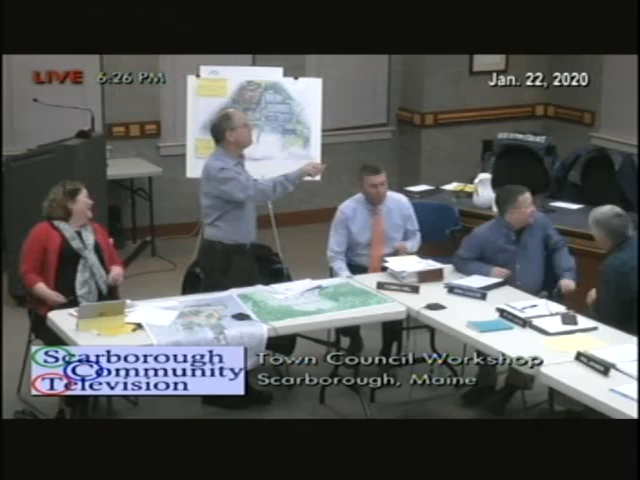 LIVE 6:26 PM
Jan. 22, 2020
Scarborough
Community
Television
Town Council Workshop
Scarborough, Maine